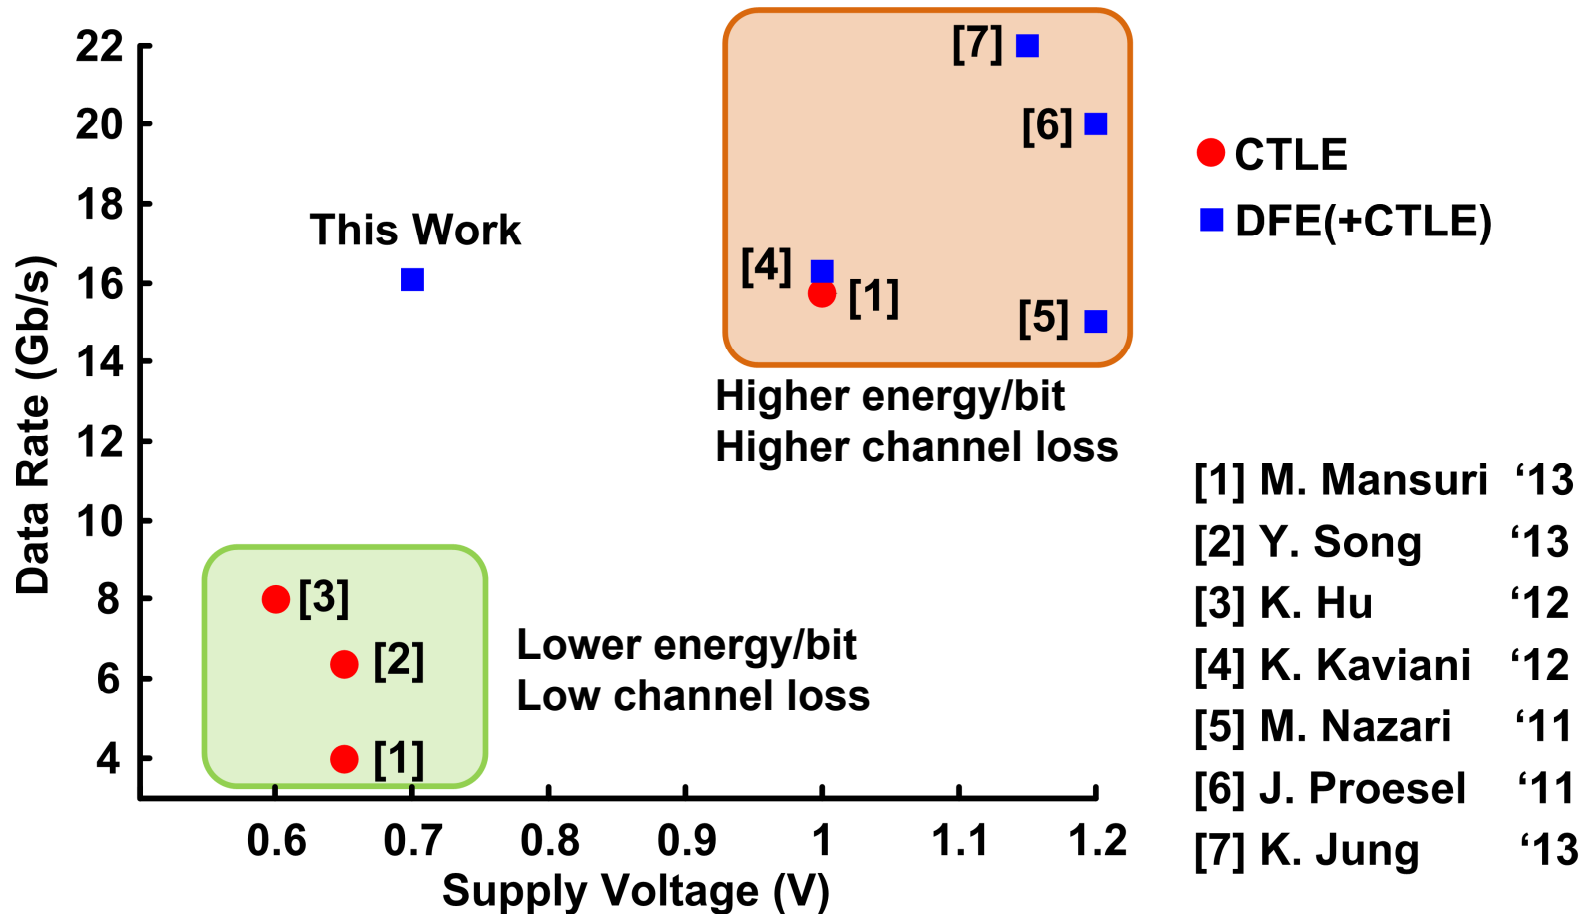 22
20
18
16
14
12
10
8
6
4
Data Rate (Gb/s)
0.6 0.7 0.8 0.9 1 1.1 1.2
Supply Voltage (V)
[7]
[6]
This Work
[4]
[1]
[5]
Higher energy/bit
Higher channel loss
[3]
[2]
[1]
Lower energy/bit
Low channel loss
CTLE
DFE(+CTLE)
[1] M. Mansuri ‘13
[2] Y. Song ‘13
[3] K. Hu ‘12
[4] K. Kaviani ‘12
[5] M. Nazari ‘11
[6] J. Proesel ‘11
[7] K. Jung ‘13